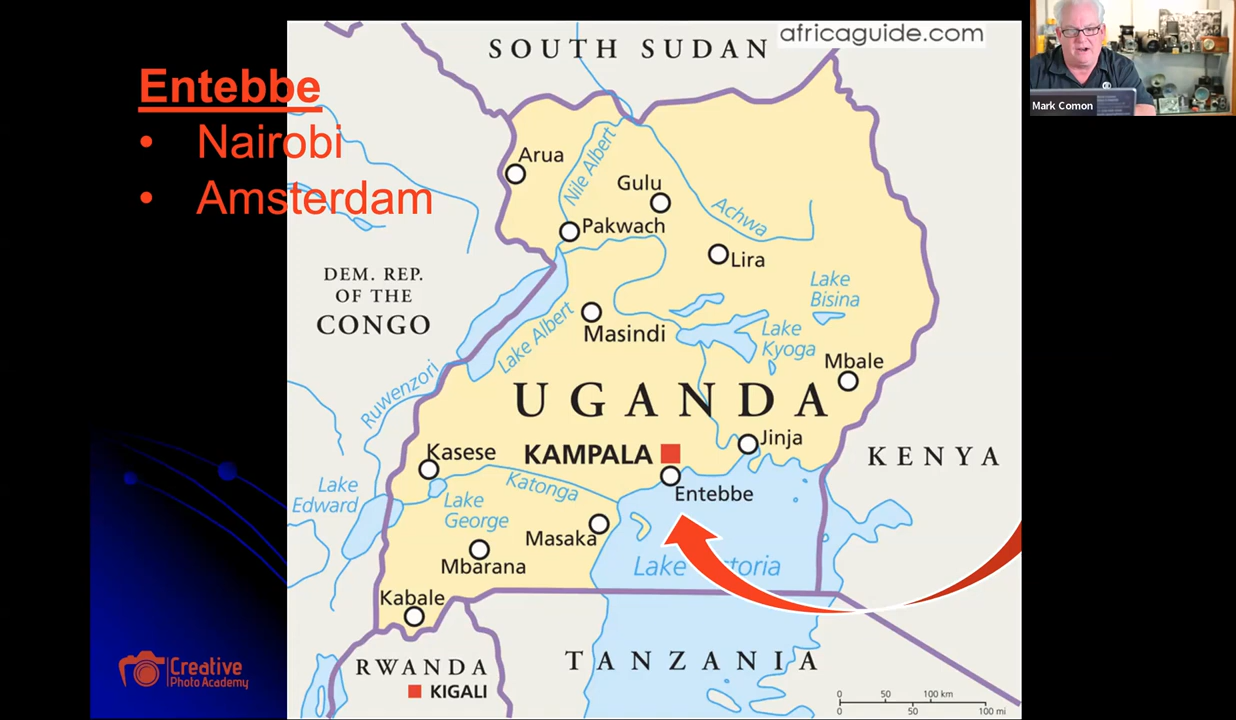 africaguide.com
SOUTH SUDAN
Mark Comon
Entebbe
• Nairobi
• Amsterdam
Arua
Nile Albert
Gulu
Achwa
Pakwach
Lira
DEM. REP.
OF THE
CONGO
Lake
Bisina
Lake Albert
Masindi
Lake
Kyoga
Mbale
Ruwenzori
UGANDA
Jinja
KAMPALA
Kasese
KENYA
Lake
Edward
Katonga
Entebbe
Lake
George
Masaka
Mbarana
Lake Victoria
Kabale
RWANDA
KIGALI
TANZANIA
Creative
Photo Academy
0 50 100 km
0 50 100 mi